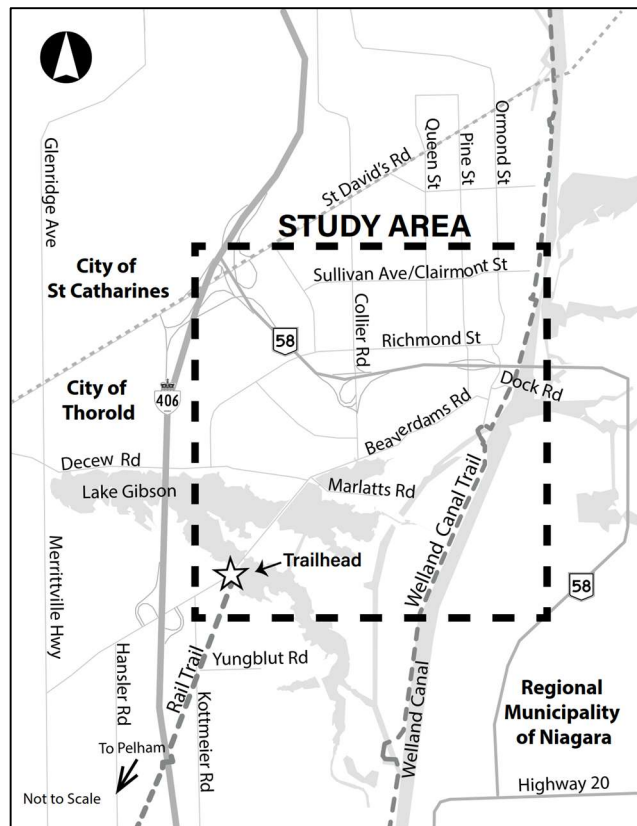 Glenridge Ave
St David's Rd
Queen St
Pine St
Ormond St
STUDY AREA
City of
St Catharines
Sullivan Ave/Clairmont St
Collier Rd
58
Richmond St
City of
Thorold
406
Dock Rd
Beaverdams Rd
Decew Rd
Lake Gibson
Marlatts Rd
Welland Canal Trail
Trailhead
58
Merrittville Hwy
Hansler Rd
Rail Trail
Yungblut Rd
Kottmeier Rd
Welland Canal
Regional
Municipality
of Niagara
To Pelham
Not to Scale
Highway 20